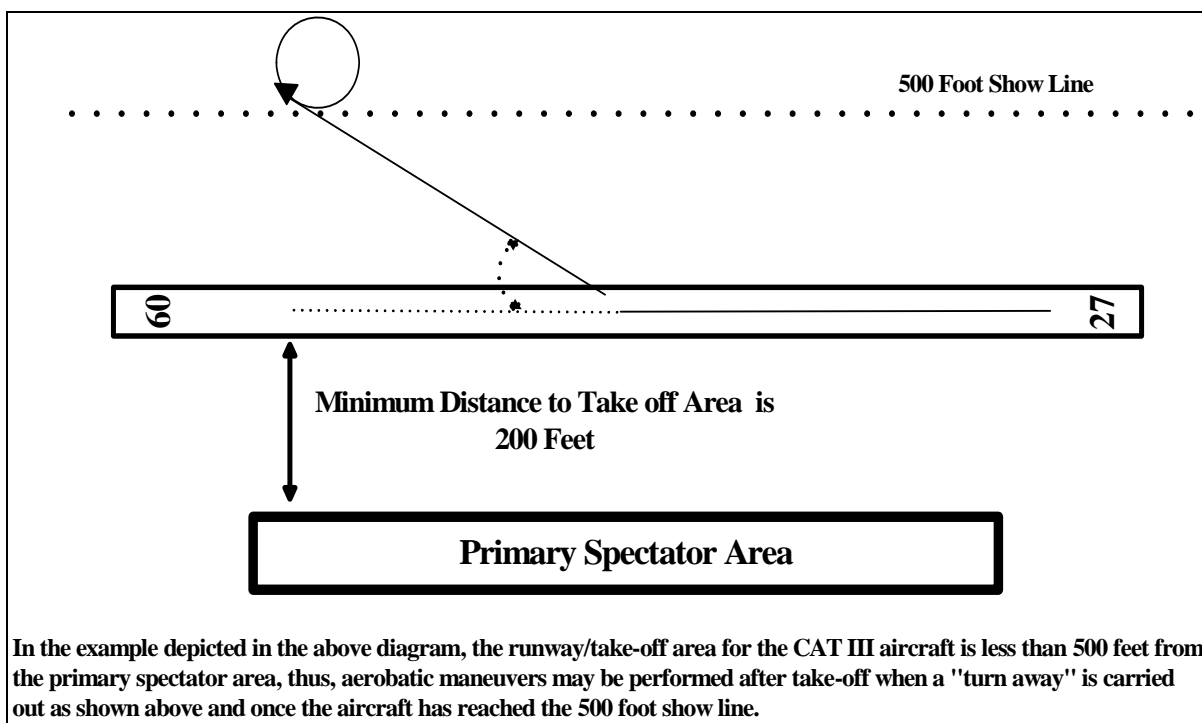 500 Foot Show Line
09
27
Minimum Distance to Take off Area is
200 Feet
Primary Spectator Area
In the example depicted in the above diagram, the runway/take-off area for the CAT III aircraft is less than 500 feet from
the primary spectator area, thus, aerobatic maneuvers may be performed after take-off when a "turn away" is carried
out as shown above and once the aircraft has reached the 500 foot show line.